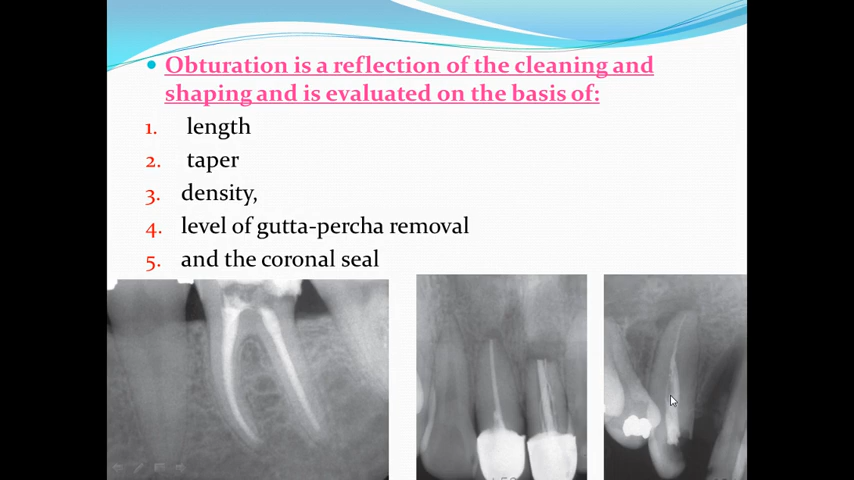 Obturation is a reflection of the cleaning and
shaping and is evaluated on the basis of:
1. length
2. taper
3. density,
4. level of gutta-percha removal
5. and the coronal seal